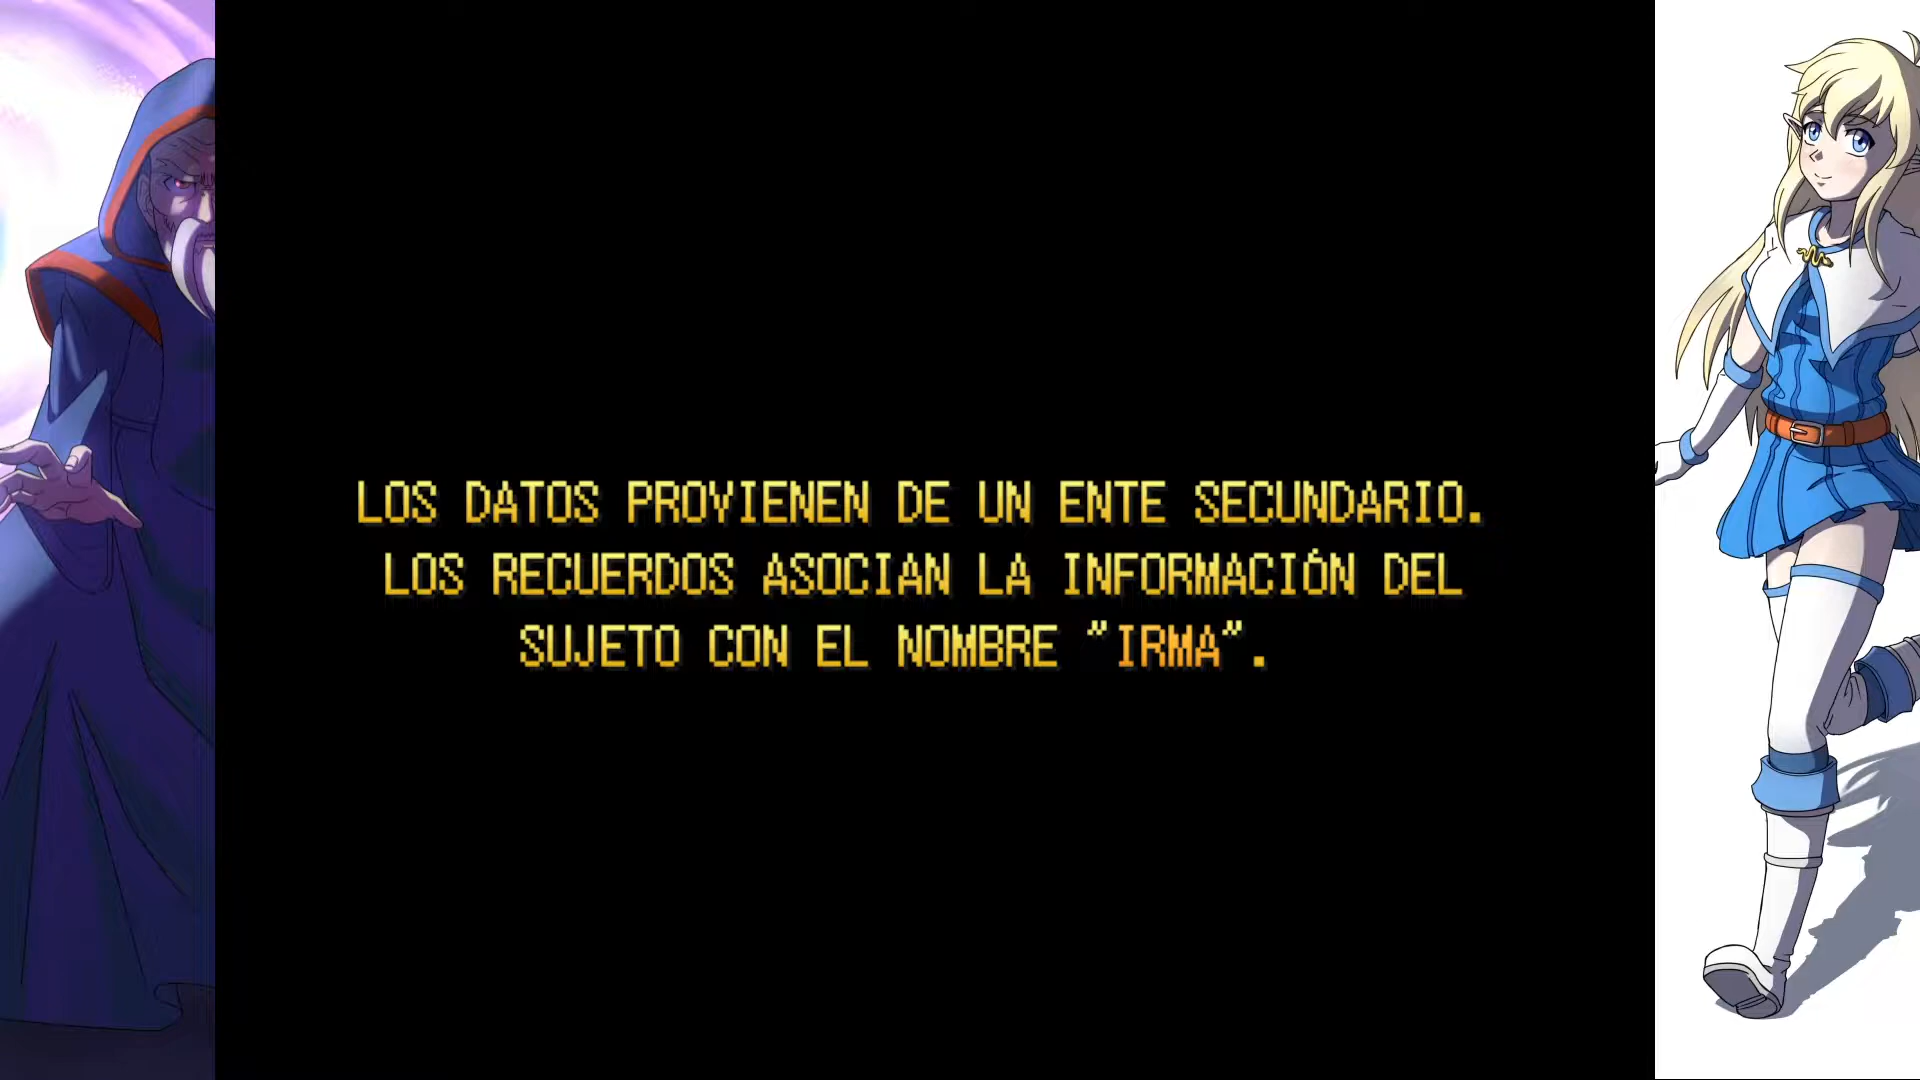 LOS DATOS PROVIENEN DE UN ENTE SECUNDARIO.
LOS RECUERDOS ASOCIAN LA INFORMACIÓN DEL
SUJETO CON EL NOMBRE "IRMA".